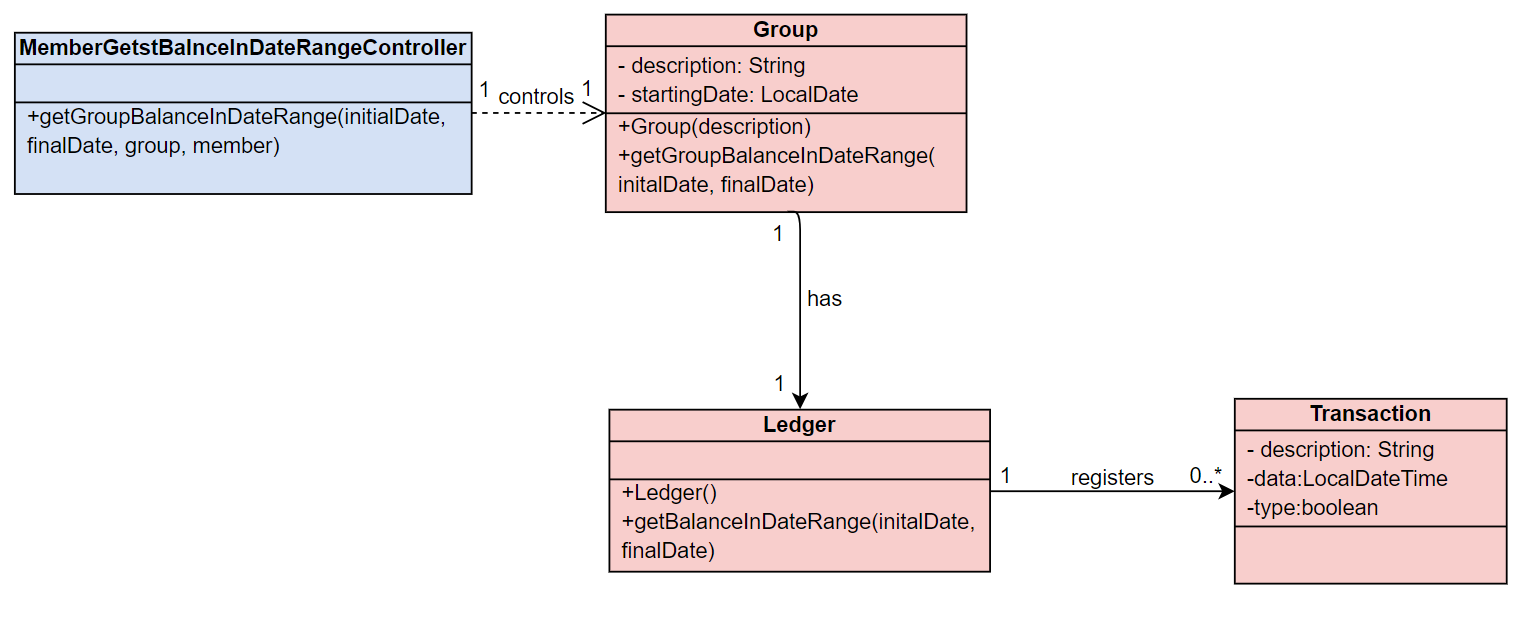 MemberGetstBalnceInDateRangeController
+getGroupBalanceInDateRange(initialDate,
finalDate, group, member)
1
controls
1
Group
- description: String
- startingDate: LocalDate
+Group(description)
+getGroupBalanceInDateRange(
initalDate, finalDate)
1
has
1
Ledger
+Ledger()
+getBalanceInDateRange(initalDate,
finalDate)
1
registers
0..*
Transaction
- description: String
-data:LocalDateTime
-type:boolean